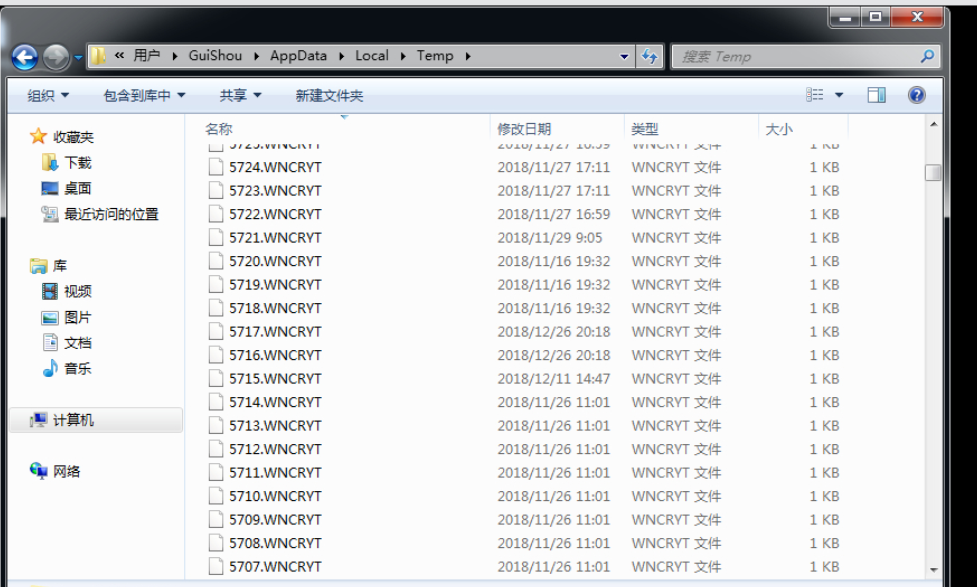 « 用户 ▸ GuiShou ▸ AppData ▸ Local ▸ Temp ▸ 搜索 Temp
组织 ▼ 包含到库中 ▼ 共享 ▼ 新建文件夹
收藏夹
下载
桌面
最近访问的位置
库
视频
图片
文档
音乐
计算机
网络
名称 修改日期 类型 大小
5724.WNCRYT 2018/11/27 17:11 WNCRYT 文件 1 KB
5723.WNCRYT 2018/11/27 17:11 WNCRYT 文件 1 KB
5722.WNCRYT 2018/11/27 16:59 WNCRYT 文件 1 KB
5721.WNCRYT 2018/11/29 9:05 WNCRYT 文件 1 KB
5720.WNCRYT 2018/11/16 19:32 WNCRYT 文件 1 KB
5719.WNCRYT 2018/11/16 19:32 WNCRYT 文件 1 KB
5718.WNCRYT 2018/11/16 19:32 WNCRYT 文件 1 KB
5717.WNCRYT 2018/12/26 20:18 WNCRYT 文件 1 KB
5716.WNCRYT 2018/12/26 20:18 WNCRYT 文件 1 KB
5715.WNCRYT 2018/12/11 14:47 WNCRYT 文件 1 KB
5714.WNCRYT 2018/11/26 11:01 WNCRYT 文件 1 KB
5713.WNCRYT 2018/11/26 11:01 WNCRYT 文件 1 KB
5712.WNCRYT 2018/11/26 11:01 WNCRYT 文件 1 KB
5711.WNCRYT 2018/11/26 11:01 WNCRYT 文件 1 KB
5710.WNCRYT 2018/11/26 11:01 WNCRYT 文件 1 KB
5709.WNCRYT 2018/11/26 11:01 WNCRYT 文件 1 KB
5708.WNCRYT 2018/11/26 11:01 WNCRYT 文件 1 KB
5707.WNCRYT 2018/11/26 11:01 WNCRYT 文件 1 KB